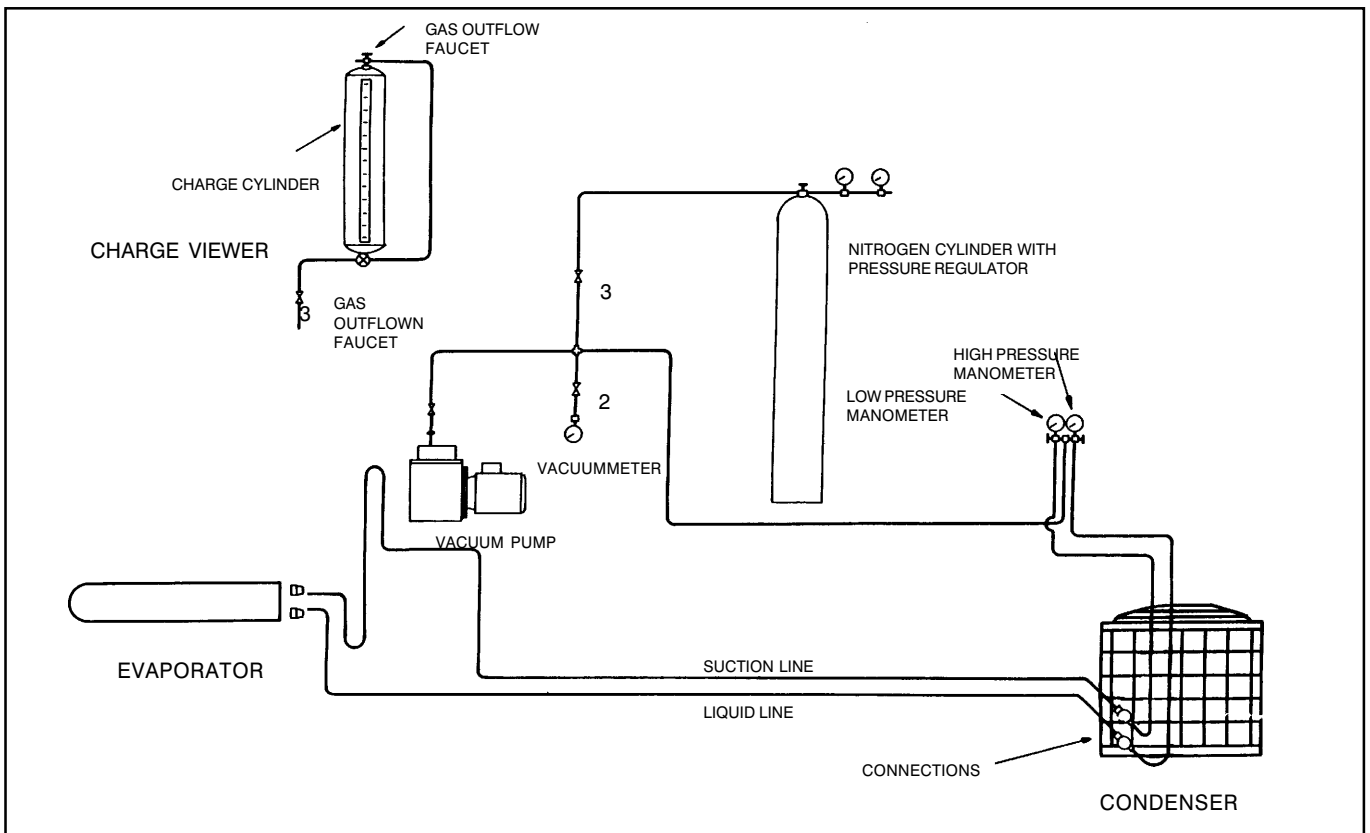 GAS OUTFLOW
FAUCET
CHARGE CYLINDER
CHARGE VIEWER
3
GAS
OUTFLOWN
FAUCET
3
NITROGEN CYLINDER WITH
PRESSURE REGULATOR
2
VACUUMMETER
VACUUM PUMP
HIGH PRESSURE
MANOMETER
LOW PRESSURE
MANOMETER
EVAPORATOR
SUCTION LINE
LIQUID LINE
CONNECTIONS
CONDENSER